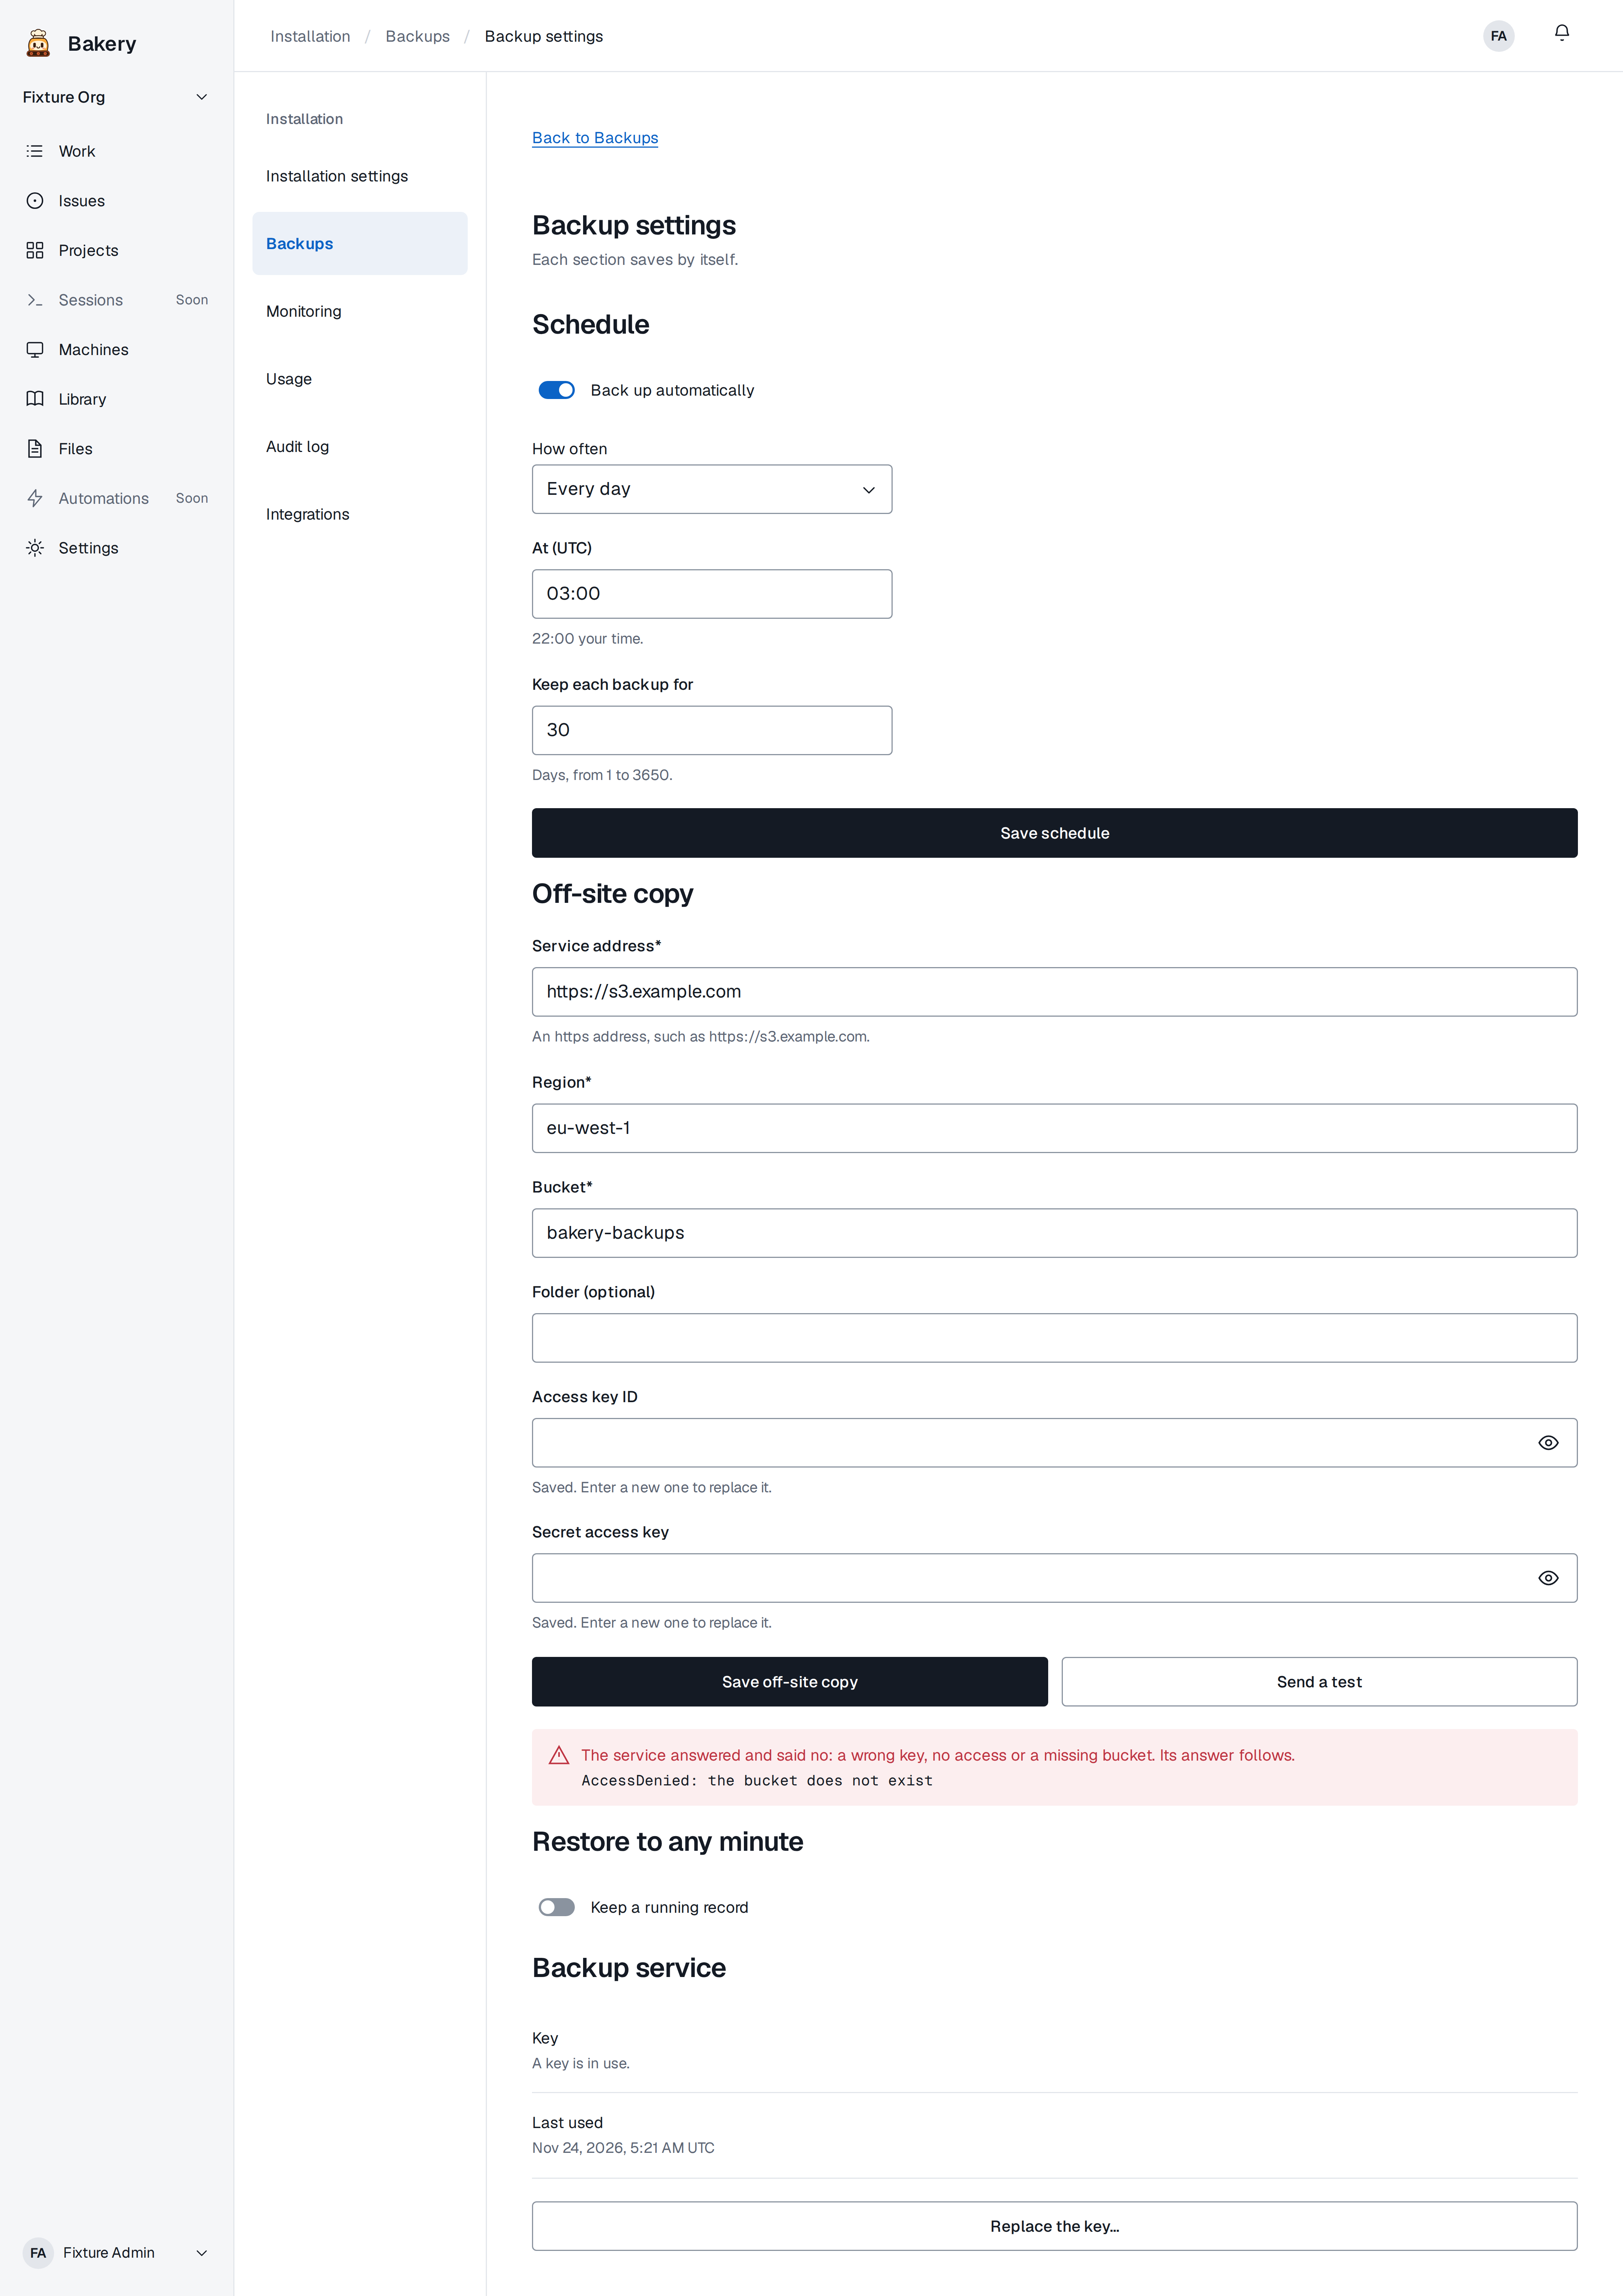 Bakery
Fixture Org
Work
Issues
Projects
Sessions Soon
Machines
Library
Files
Automations Soon
Settings
FA Fixture Admin
Installation / Backups / Backup settings
FA
Installation
Installation settings
Backups
Monitoring
Usage
Audit log
Integrations
Back to Backups
Backup settings
Each section saves by itself.
Schedule
Back up automatically
How often
Every day
At (UTC)
03:00
22:00 your time.
Keep each backup for
30
Days, from 1 to 3650.
Save schedule
Off-site copy
Service address*
https://s3.example.com
An https address, such as https://s3.example.com.
Region*
eu-west-1
Bucket*
bakery-backups
Folder (optional)
Access key ID
Saved. Enter a new one to replace it.
Secret access key
Saved. Enter a new one to replace it.
Save off-site copy
Send a test
The service answered and said no: a wrong key, no access or a missing bucket. Its answer follows.
AccessDenied: the bucket does not exist
Restore to any minute
Keep a running record
Backup service
Key
A key is in use.
Last used
Nov 24, 2026, 5:21 AM UTC
Replace the key…